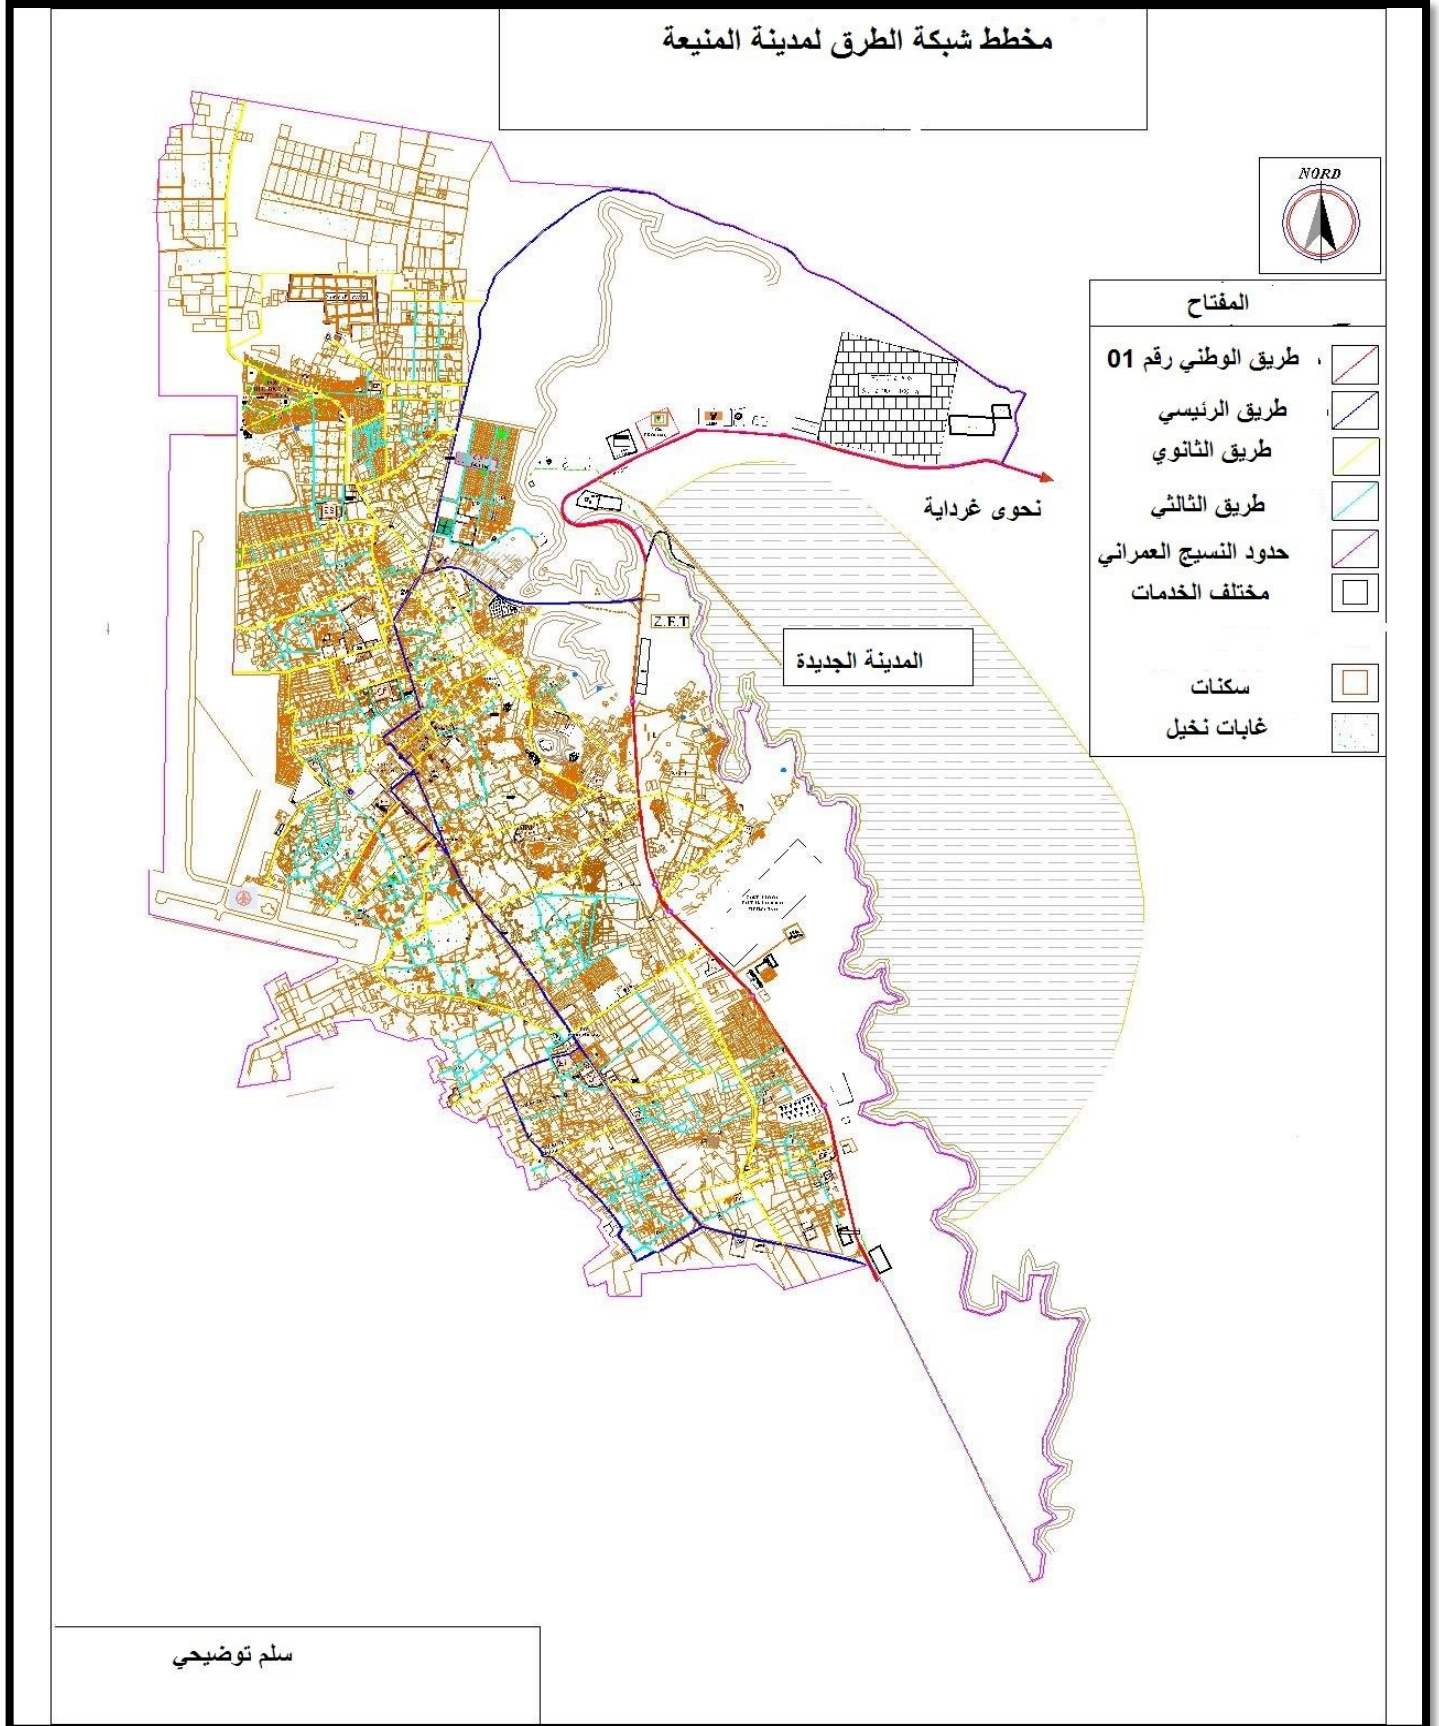 مخطط شبكة الطرق لمدينة المنيعة
NORD
المفتاح
طريق الوطني رقم 01
طريق الرئيسي
طريق الثانوي
طريق الثالثي
حدود النسيج العمراني
مختلف الخدمات
سكنات
غابات نخيل
نحوى غرداية
Z.E.T
المدينة الجديدة
سلم توضيحي